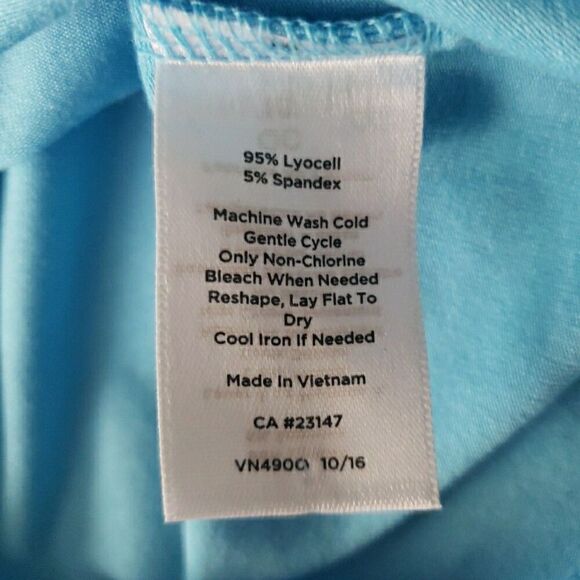 95% Lyocell
5% Spandex
Machine Wash Cold
Gentle Cycle
Only Non-Chlorine
Bleach When Needed
Reshape, Lay Flat To
Dry
Cool Iron If Needed
Made In Vietnam
CA #23147
10/16